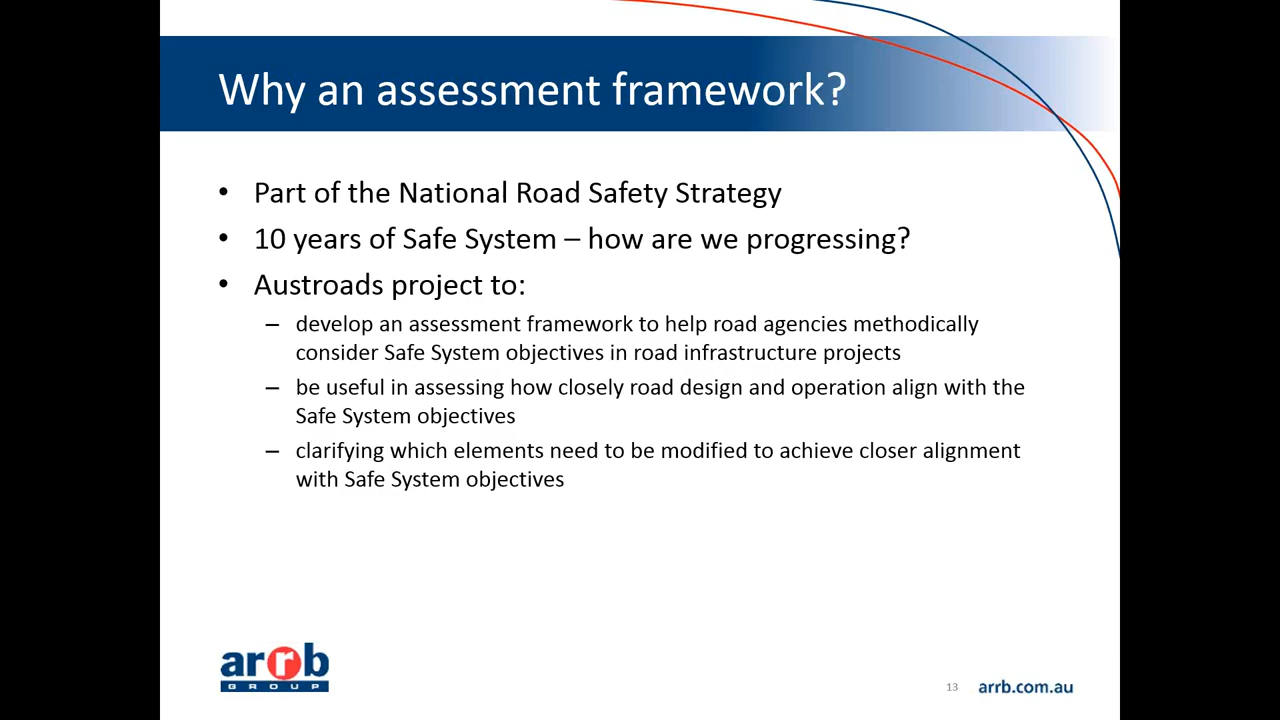 Why an assessment framework?
• Part of the National Road Safety Strategy
• 10 years of Safe System – how are we progressing?
• Austroads project to:
– develop an assessment framework to help road agencies methodically
consider Safe System objectives in road infrastructure projects
– be useful in assessing how closely road design and operation align with the
Safe System objectives
– clarifying which elements need to be modified to achieve closer alignment
with Safe System objectives
arrb
GROUP
13 arrb.com.au